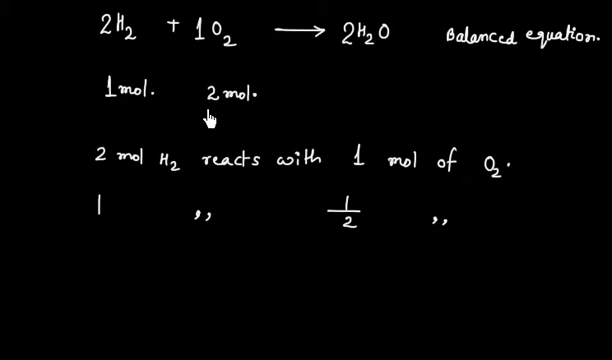 2H₂ + 1O₂ ⟶ 2H₂O Balanced equation.
1 mol. 2 mol.
2 mol H₂ reacts with 1 mol of O₂.
1 ,, 1/2 ,,